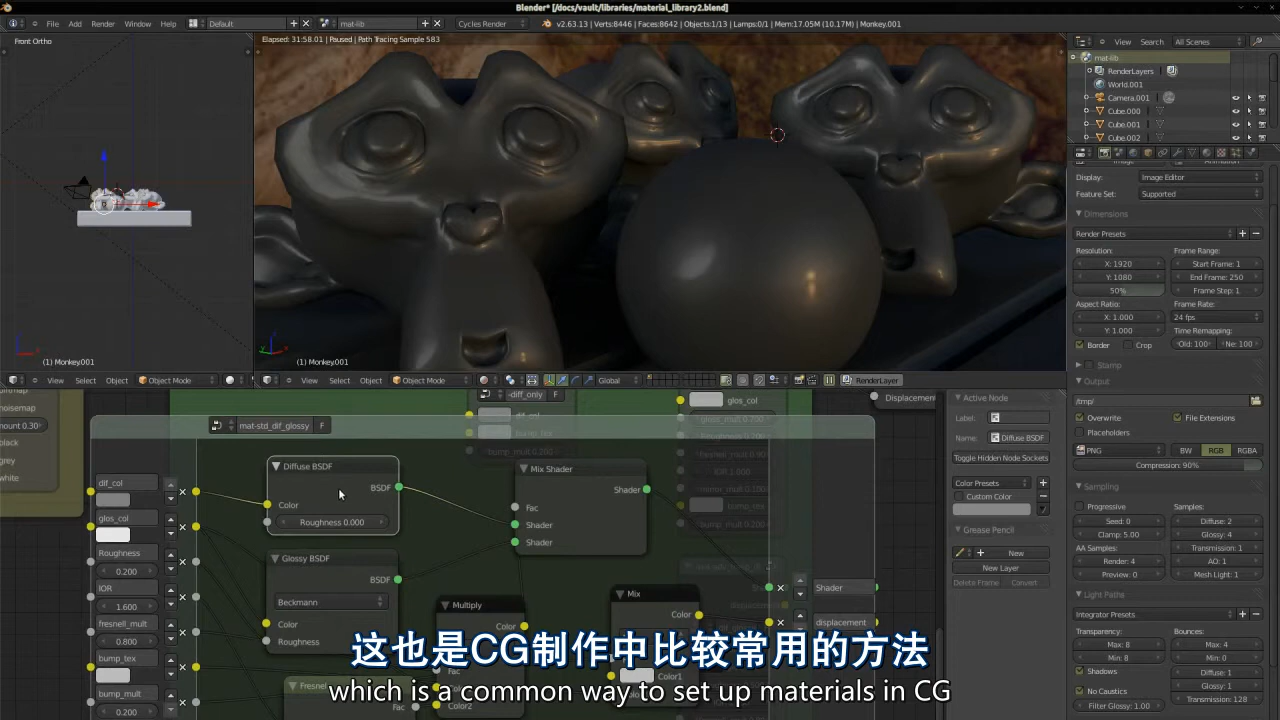 Blender* [/docs/vault/libraries/material_library2.blend]
File Add Render Window Help Default mat-lib Cycles Render v2.63.13 | Verts:8446 | Faces:8642 | Objects:1/13 | Lamps:0/1 | Mem:17.05M (10.17M) | Monkey.001
Front Ortho
Elapsed: 31:58.01 | Paused | Path Tracing Sample 583
View Search All Scenes
mat-lib
RenderLayers
World.001
Camera.001
Cube.000
Cube.001
Cube.002
Display: Image Editor
Feature Set: Supported
Dimensions
Render Presets
Resolution: Frame Range:
X: 1920 Start Frame: 1
Y: 1080 End Frame: 250
50% Frame Step: 1
Aspect Ratio: Frame Rate:
X: 1.000 24 fps
Y: 1.000 Time Remapping:
Border Crop Old: 100 Ne: 100
Stamp
Output
/tmp/
Overwrite File Extensions
Placeholders
PNG BW RGB RGBA
Compression: 90%
Sampling
Progressive Samples:
Seed: 0 Diffuse: 2
Clamp: 5.00 Glossy: 4
AA Samples: Transmission: 1
Render: 4 AO: 1
Preview: 0 Mesh Light: 1
Light Paths
Integrator Presets
Transparency: Bounces:
Max: 8 Max: 4
Min: 8 Min: 0
Shadows Diffuse: 1
No Caustics Glossy: 1
Filter Glossy: 1.00 Transmission: 128
(1) Monkey.001
(1) Monkey.001
View Select Object Object Mode
View Select Object Object Mode Global RenderLayer
noisemap
mount 0.30
black
grey
white
-diff_only F
glos_col
Displacement
mat-std_dif_glossy F
dif_col
glos_col
Roughness
0.200
IOR
1.600
fresnell_mult
0.800
bump_tex
bump_mult
0.200
Diffuse BSDF
BSDF
Color
Roughness 0.000
Glossy BSDF
BSDF
Beckmann
Color
Roughness
Fresnel
Fac
Mix Shader
Shader
Fac
Shader
Shader
Multiply
Color
Fac
Color2
Mix
Color
Color1
Shader
displacement
Active Node
Label:
Name: Diffuse BSDF
Toggle Hidden Node Sockets
Color Presets
Custom Color
Grease Pencil
New
New Layer
Delete Frame Convert
这也是CG制作中比较常用的方法
which is a common way to set up materials in CG